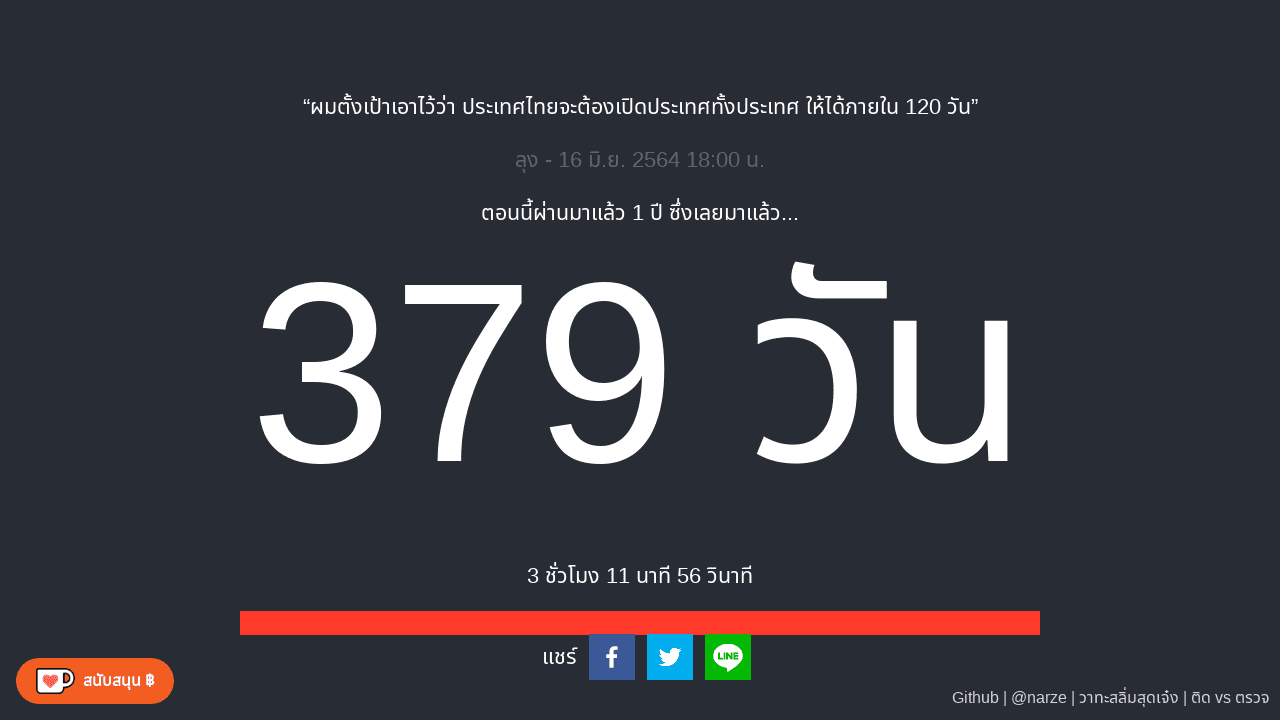 “ผมตั้งเป้าเอาไว้ว่า ประเทศไทยจะต้องเปิดประเทศทั้งประเทศ ให้ได้ภายใน 120 วัน”
ลุง - 16 มิ.ย. 2564 18:00 น.
ตอนนี้ผ่านมาแล้ว 1 ปี ซึ่งเลยมาแล้ว...
379 วัน
3 ชั่วโมง 11 นาที 56 วินาที
แชร์ LINE
สนับสนุน ฿
Github | @narze | วาทะสลิ่มสุดเจ๋ง | ติด vs ตรวจ